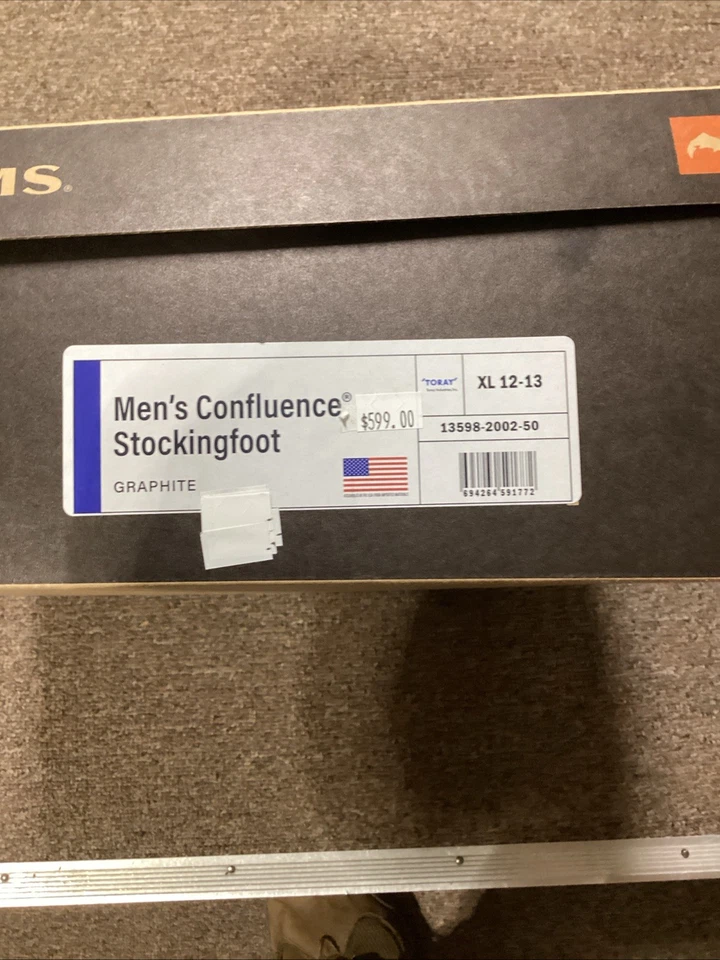 MS®
Men's Confluence®
Stockingfoot
GRAPHITE
$599.00
"TORAY"
XL 12-13
13598-2002-50
694264 591772